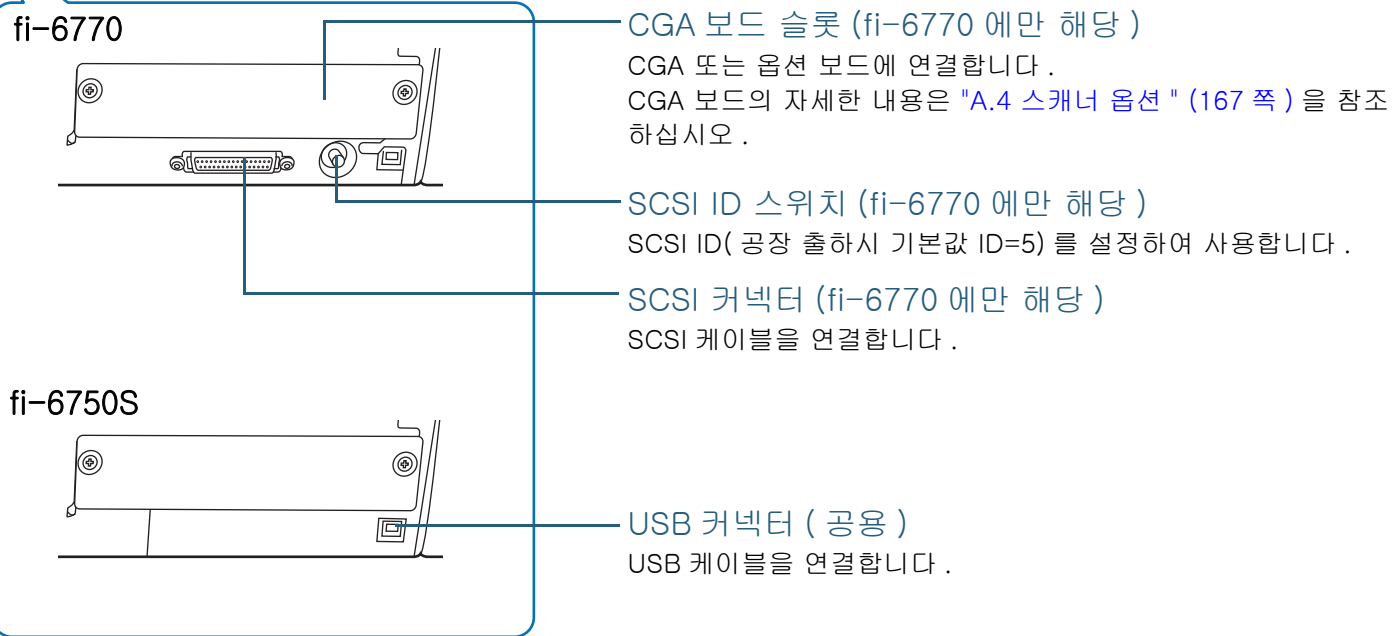 fi-6770
CGA 보드 슬롯 (fi-6770 에만 해당 )
CGA 또는 옵션 보드에 연결합니다 .
CGA 보드의 자세한 내용은 "A.4 스캐너 옵션 " (167 쪽 ) 을 참조
하십시오 .
SCSI ID 스위치 (fi-6770 에만 해당 )
SCSI ID( 공장 출하시 기본값 ID=5) 를 설정하여 사용합니다 .
SCSI 커넥터 (fi-6770 에만 해당 )
SCSI 케이블을 연결합니다 .
fi-6750S
USB 커넥터 ( 공용 )
USB 케이블을 연결합니다 .